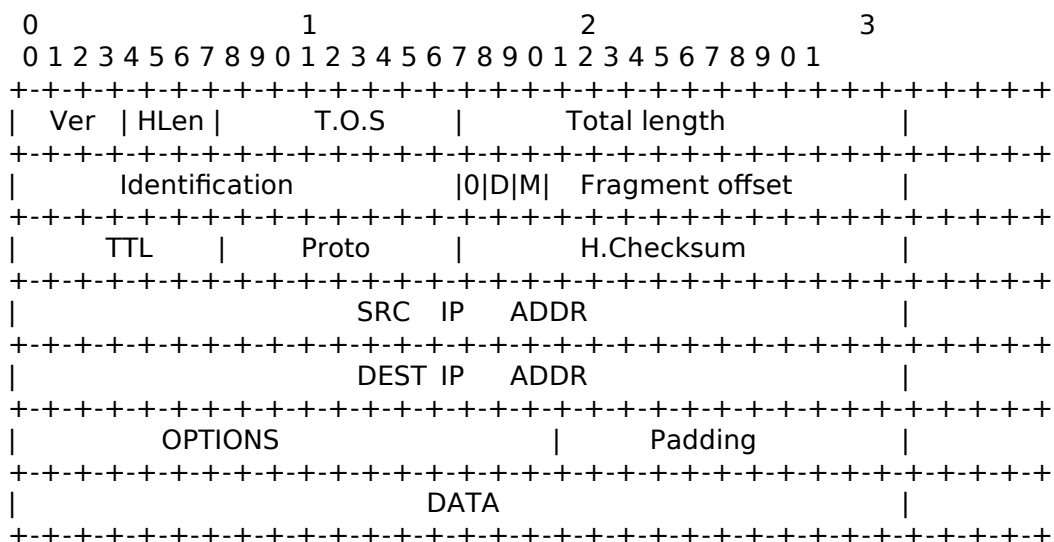 0 1 2 3
0 1 2 3 4 5 6 7 8 9 0 1 2 3 4 5 6 7 8 9 0 1 2 3 4 5 6 7 8 9 0 1
+-+-+-+-+-+-+-+-+-+-+-+-+-+-+-+-+-+-+-+-+-+-+-+-+-+-+-+-+-+-+-+-+
| Ver | HLen | T.O.S | Total length |
+-+-+-+-+-+-+-+-+-+-+-+-+-+-+-+-+-+-+-+-+-+-+-+-+-+-+-+-+-+-+-+-+
| Identification |0|D|M| Fragment offset |
+-+-+-+-+-+-+-+-+-+-+-+-+-+-+-+-+-+-+-+-+-+-+-+-+-+-+-+-+-+-+-+-+
| TTL | Proto | H.Checksum |
+-+-+-+-+-+-+-+-+-+-+-+-+-+-+-+-+-+-+-+-+-+-+-+-+-+-+-+-+-+-+-+-+
| SRC IP ADDR |
+-+-+-+-+-+-+-+-+-+-+-+-+-+-+-+-+-+-+-+-+-+-+-+-+-+-+-+-+-+-+-+-+
| DEST IP ADDR |
+-+-+-+-+-+-+-+-+-+-+-+-+-+-+-+-+-+-+-+-+-+-+-+-+-+-+-+-+-+-+-+-+
| OPTIONS | Padding |
+-+-+-+-+-+-+-+-+-+-+-+-+-+-+-+-+-+-+-+-+-+-+-+-+-+-+-+-+-+-+-+-+
| DATA |
+-+-+-+-+-+-+-+-+-+-+-+-+-+-+-+-+-+-+-+-+-+-+-+-+-+-+-+-+-+-+-+-+